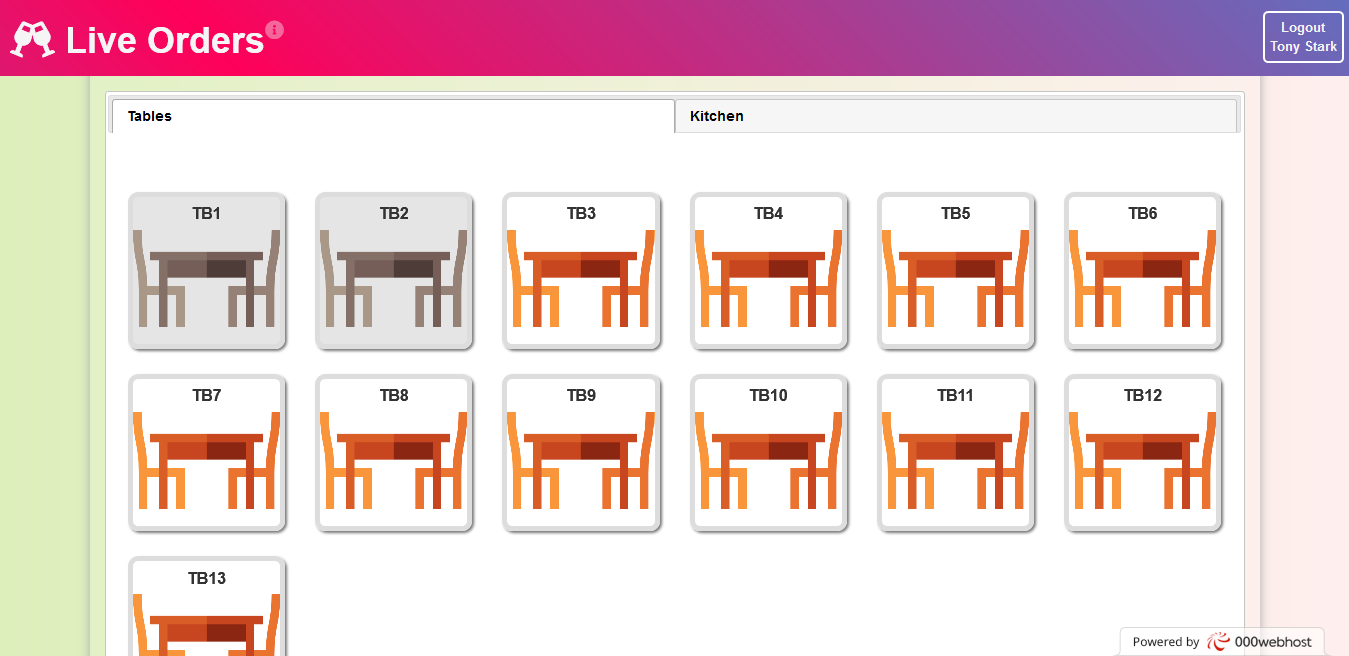 Live Orders
i
Logout
Tony Stark
Tables
Kitchen
TB1
TB2
TB3
TB4
TB5
TB6
TB7
TB8
TB9
TB10
TB11
TB12
TB13
Powered by 000webhost